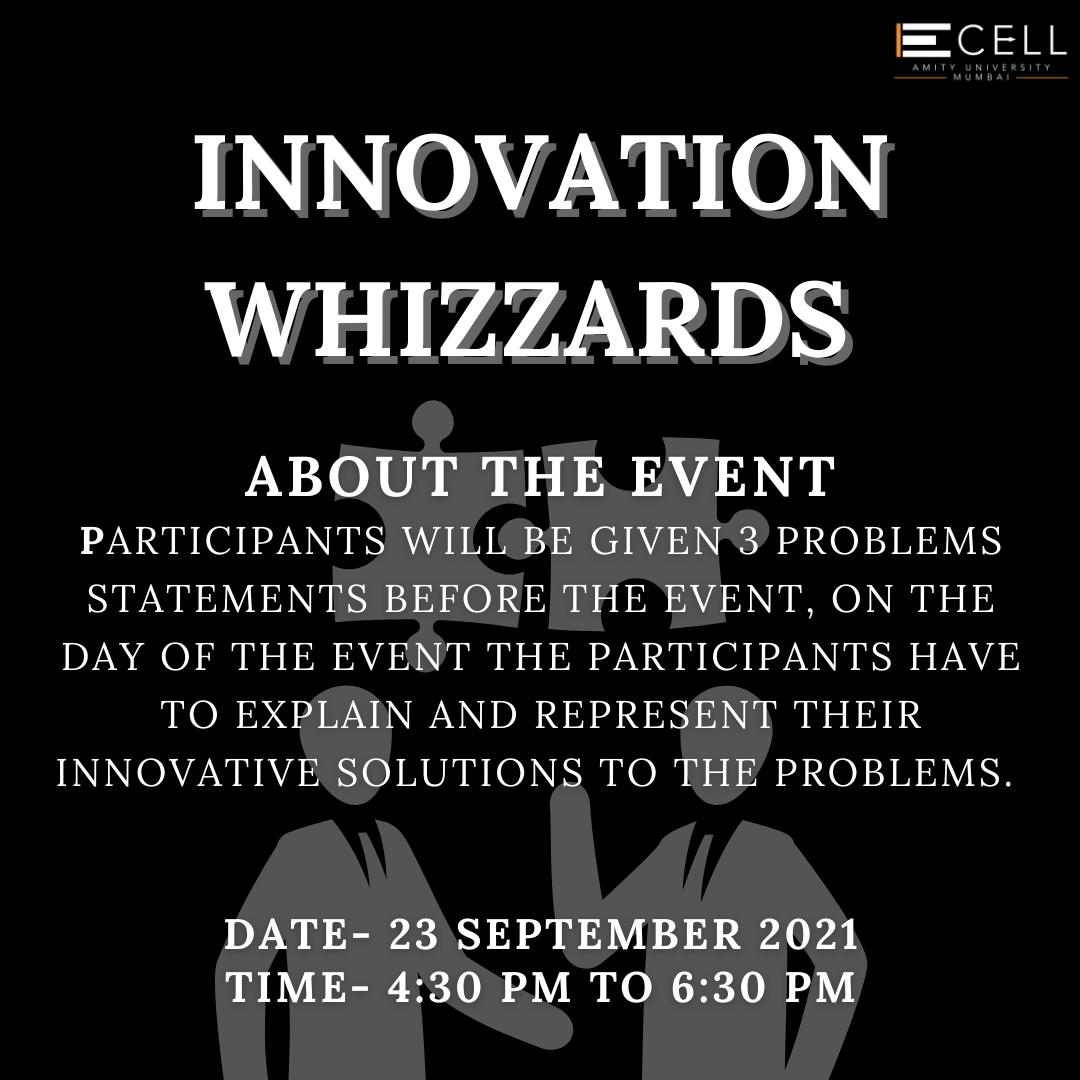 ECELL
AMITY UNIVERSITY
MUMBAI
INNOVATION
WHIZZARDS
ABOUT THE EVENT
PARTICIPANTS WILL BE GIVEN 3 PROBLEMS
STATEMENTS BEFORE THE EVENT, ON THE
DAY OF THE EVENT THE PARTICIPANTS HAVE
TO EXPLAIN AND REPRESENT THEIR
INNOVATIVE SOLUTIONS TO THE PROBLEMS.
DATE- 23 SEPTEMBER 2021
TIME- 4:30 PM TO 6:30 PM